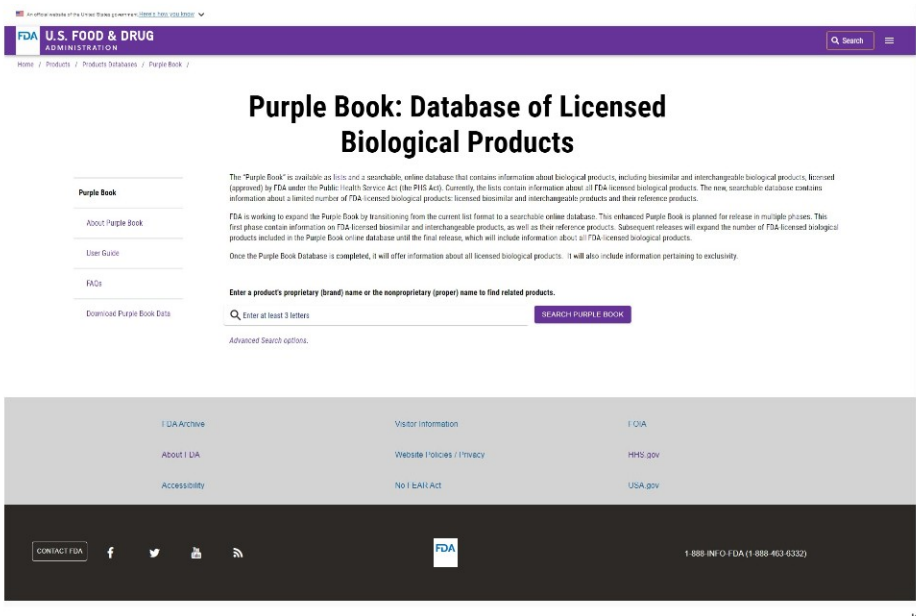 An official website of the United States government Here's how you know
FDA U.S. FOOD & DRUG
ADMINISTRATION
Search
Home / Products / Products Databases / Purple Book /
Purple Book: Database of Licensed
Biological Products
Purple Book
About Purple Book
User Guide
FAQs
Download Purple Book Data
The "Purple Book" is available as lists and a searchable, online database that contains information about biological products, including biosimilar and interchangeable biological products, licensed
(approved) by FDA under the Public Health Service Act (the PHS Act). Currently, the lists contain information about all FDA-licensed biological products. The new, searchable database contains
information about a limited number of FDA-licensed biological products: licensed biosimilar and interchangeable products and their reference products.
FDA is working to expand the Purple Book by transitioning from the current list format to a searchable online database. This enhanced Purple Book is planned for release in multiple phases. This
first phase contain information on FDA-licensed biosimilar and interchangeable products, as well as their reference products. Subsequent releases will expand the number of FDA-licensed biological
products included in the Purple Book online database until the final release, which will include information about all FDA-licensed biological products.
Once the Purple Book Database is completed, it will offer information about all licensed biological products. It will also include information pertaining to exclusivity.
Enter a product's proprietary (brand) name or the nonproprietary (proper) name to find related products.
Enter at least 3 letters
SEARCH PURPLE BOOK
Advanced Search options.
FDA Archive
Visitor Information
FOIA
About FDA
Website Policies / Privacy
HHS.gov
Accessibility
No FEAR Act
USA.gov
CONTACT FDA
FDA
1-888-INFO-FDA (1-888-463-6332)